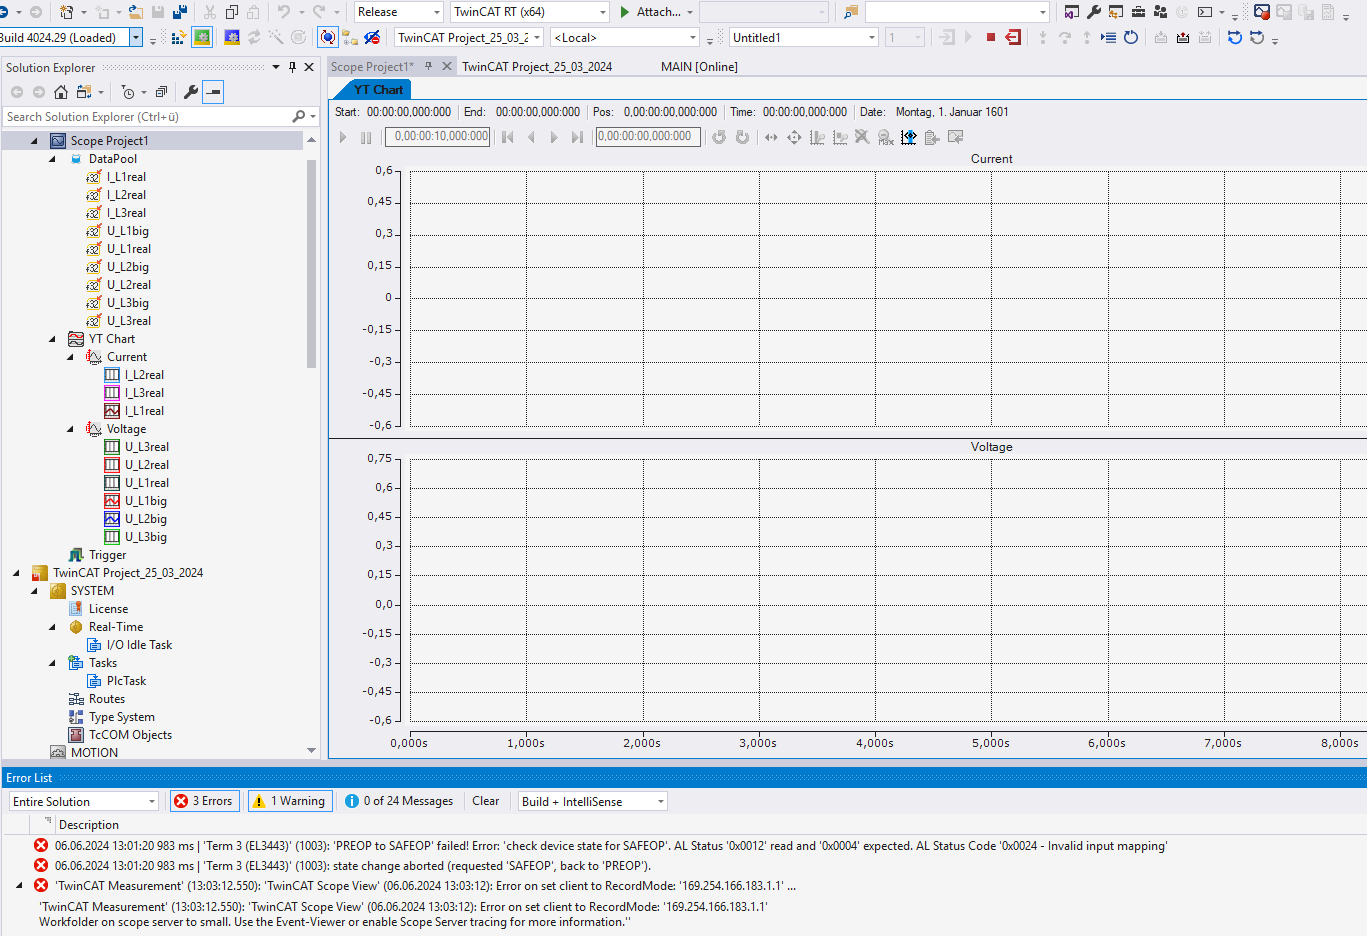 Release
TwinCAT RT (x64)
Attach...
Build 4024.29 (Loaded)
TwinCAT Project_25_03_2
<Local>
Untitled1
1
Solution Explorer
Search Solution Explorer (Ctrl+ü)
Scope Project1
DataPool
I_L1real
I_L2real
I_L3real
U_L1big
U_L1real
U_L2big
U_L2real
U_L3big
U_L3real
YT Chart
Current
I_L2real
I_L3real
I_L1real
Voltage
U_L3real
U_L2real
U_L1real
U_L1big
U_L2big
U_L3big
Trigger
TwinCAT Project_25_03_2024
SYSTEM
License
Real-Time
I/O Idle Task
Tasks
PlcTask
Routes
Type System
TcCOM Objects
MOTION
Scope Project1*
TwinCAT Project_25_03_2024
MAIN [Online]
YT Chart
Start: 00:00:00,000:000 End: 00:00:00,000:000 Pos: 0,00:00:00,000:000 Time: 00:00:00,000:000 Date: Montag, 1. Januar 1601
0,00:00:10,000:000
0,00:00:00,000:000
Current
0,6
0,45
0,3
0,15
0
-0,15
-0,3
-0,45
-0,6
Voltage
0,75
0,6
0,45
0,3
0,15
0,0
-0,15
-0,3
-0,45
-0,6
0,000s 1,000s 2,000s 3,000s 4,000s 5,000s 6,000s 7,000s 8,000s
Error List
Entire Solution
3 Errors
1 Warning
0 of 24 Messages
Clear
Build + IntelliSense
Description
06.06.2024 13:01:20 983 ms | 'Term 3 (EL3443)' (1003): 'PREOP to SAFEOP' failed! Error: 'check device state for SAFEOP'. AL Status '0x0012' read and '0x0004' expected. AL Status Code '0x0024 - Invalid input mapping'
06.06.2024 13:01:20 983 ms | 'Term 3 (EL3443)' (1003): state change aborted (requested 'SAFEOP', back to 'PREOP').
'TwinCAT Measurement' (13:03:12.550): 'TwinCAT Scope View' (06.06.2024 13:03:12): Error on set client to RecordMode: '169.254.166.183.1.1' ...
'TwinCAT Measurement' (13:03:12.550): 'TwinCAT Scope View' (06.06.2024 13:03:12): Error on set client to RecordMode: '169.254.166.183.1.1'
Workfolder on scope server to small. Use the Event-Viewer or enable Scope Server tracing for more information.''